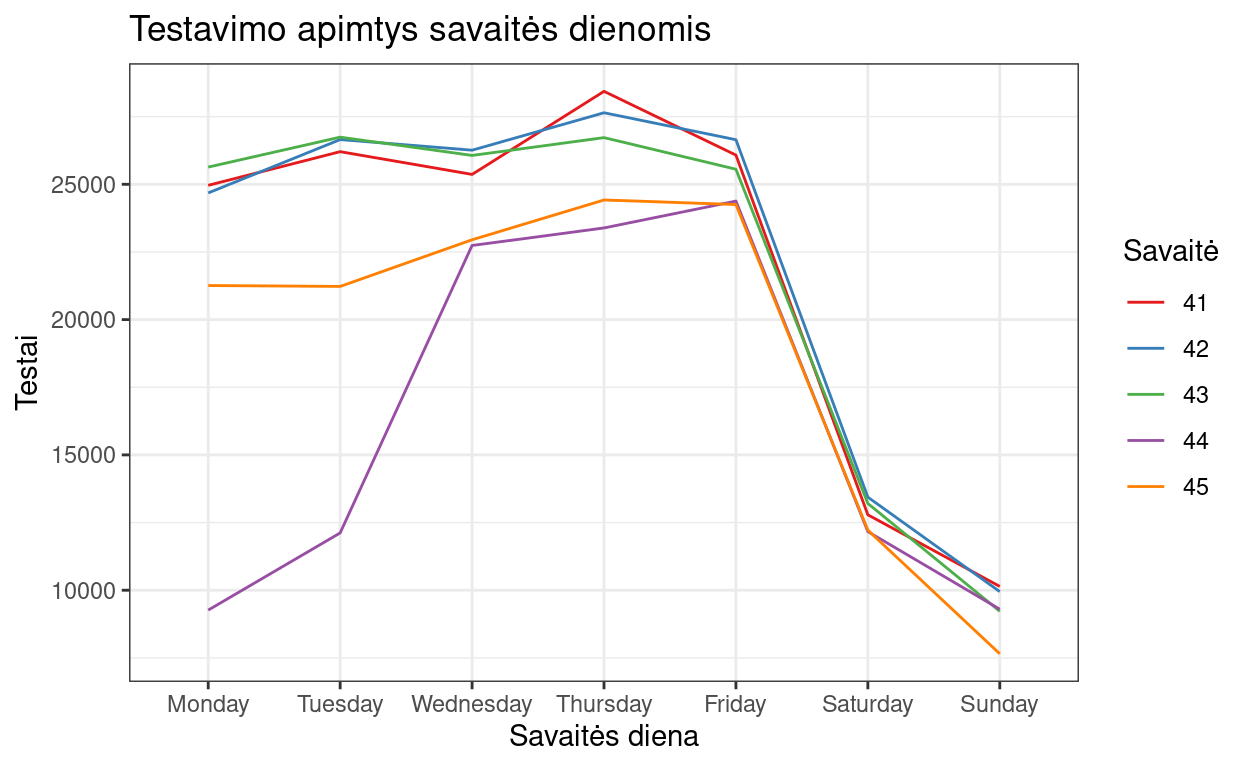 Testavimo apimtys savaitės dienomis
Testai
25000
20000
15000
10000
Monday Tuesday Wednesday Thursday Friday Saturday Sunday
Savaitės diena
Savaitė
41
42
43
44
45